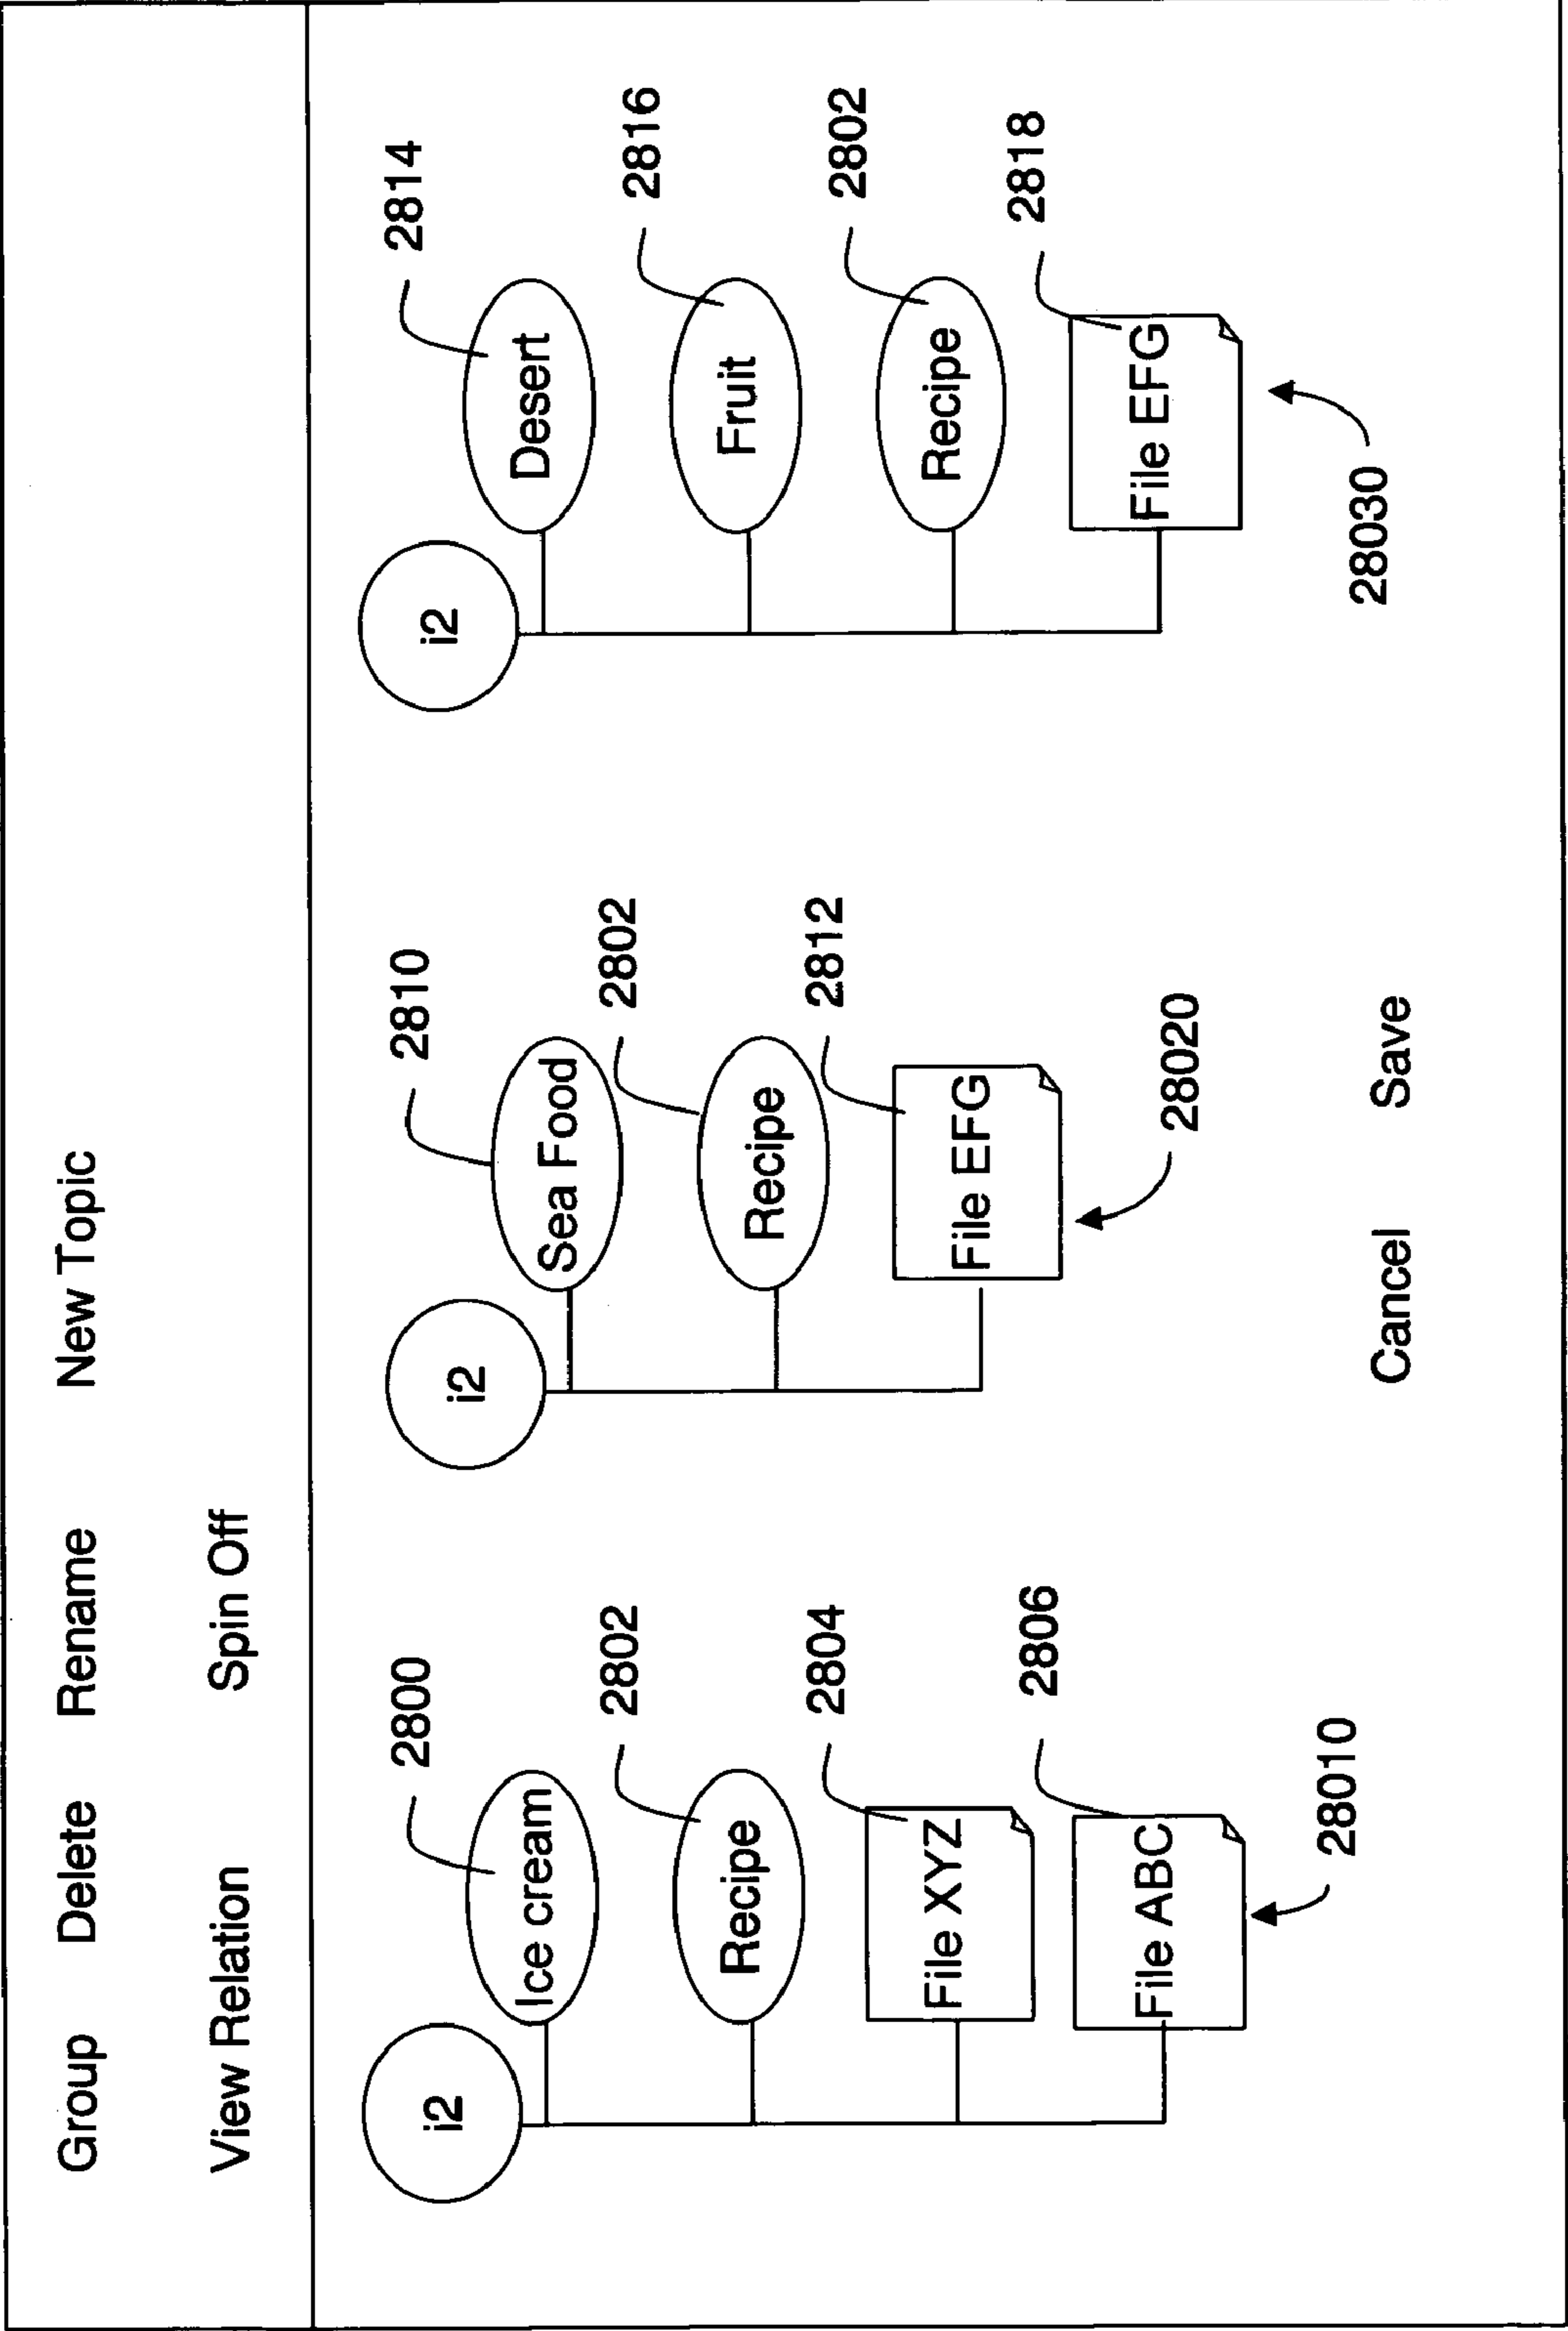 Group Delete Rename New Topic
View Relation Spin Off
i2
Ice cream
2800
Recipe
2802
File XYZ
2804
File ABC
2806
28010
i2
Sea Food
2810
Recipe
2802
File EFG
2812
28020
i2
Desert
2814
Fruit
2816
Recipe
2802
File EFG
2818
28030
Cancel Save